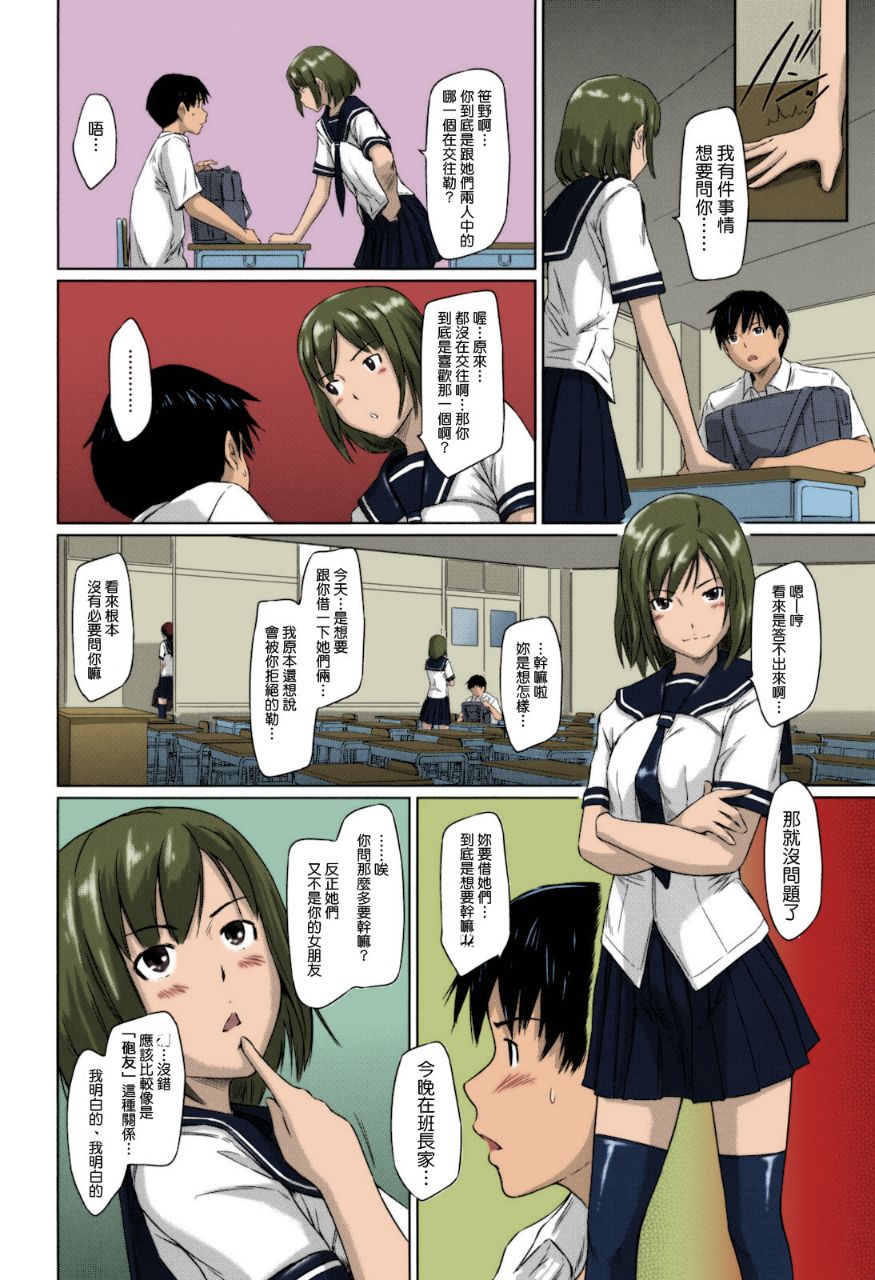 我有件事情
想要問你……
笹野啊…
你到底是跟她們兩人中的
哪一個在交往勒？
唔…
喔…原來…
都沒在交往啊…那你
到底是喜歡那一個啊？
…………
嗯—哼
看來是答不出來啊…
那就沒問題了
…幹嘛啦
妳是想怎樣…
今天…是想要
跟你借一下她們倆…
我原本還想說
會被你拒絕的勒…
看來根本
沒有必要問你嘛
妳要借她們…
到底是想要幹嘛
今晚在班長家…
……唉
你問那麼多要幹嘛？
反正她們
又不是你的女朋友
…沒錯
應該比較像是
「砲友」這種關係…
我明白的、我明白的